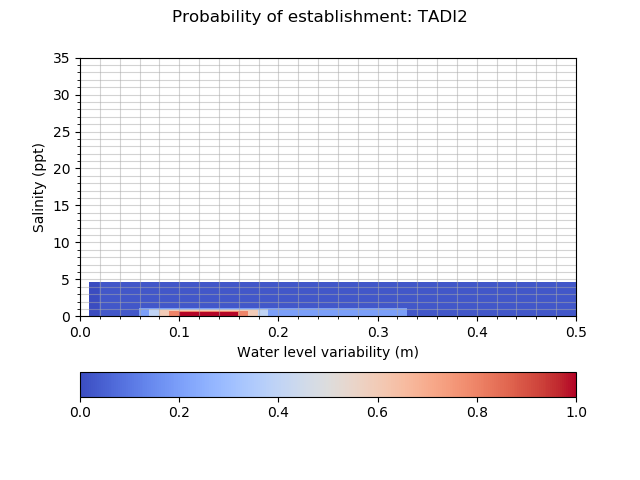 Probability of establishment: TADI2
35
30
25
20
15
10
5
0
Salinity (ppt)
0.0 0.1 0.2 0.3 0.4 0.5
Water level variability (m)
0.0 0.2 0.4 0.6 0.8 1.0